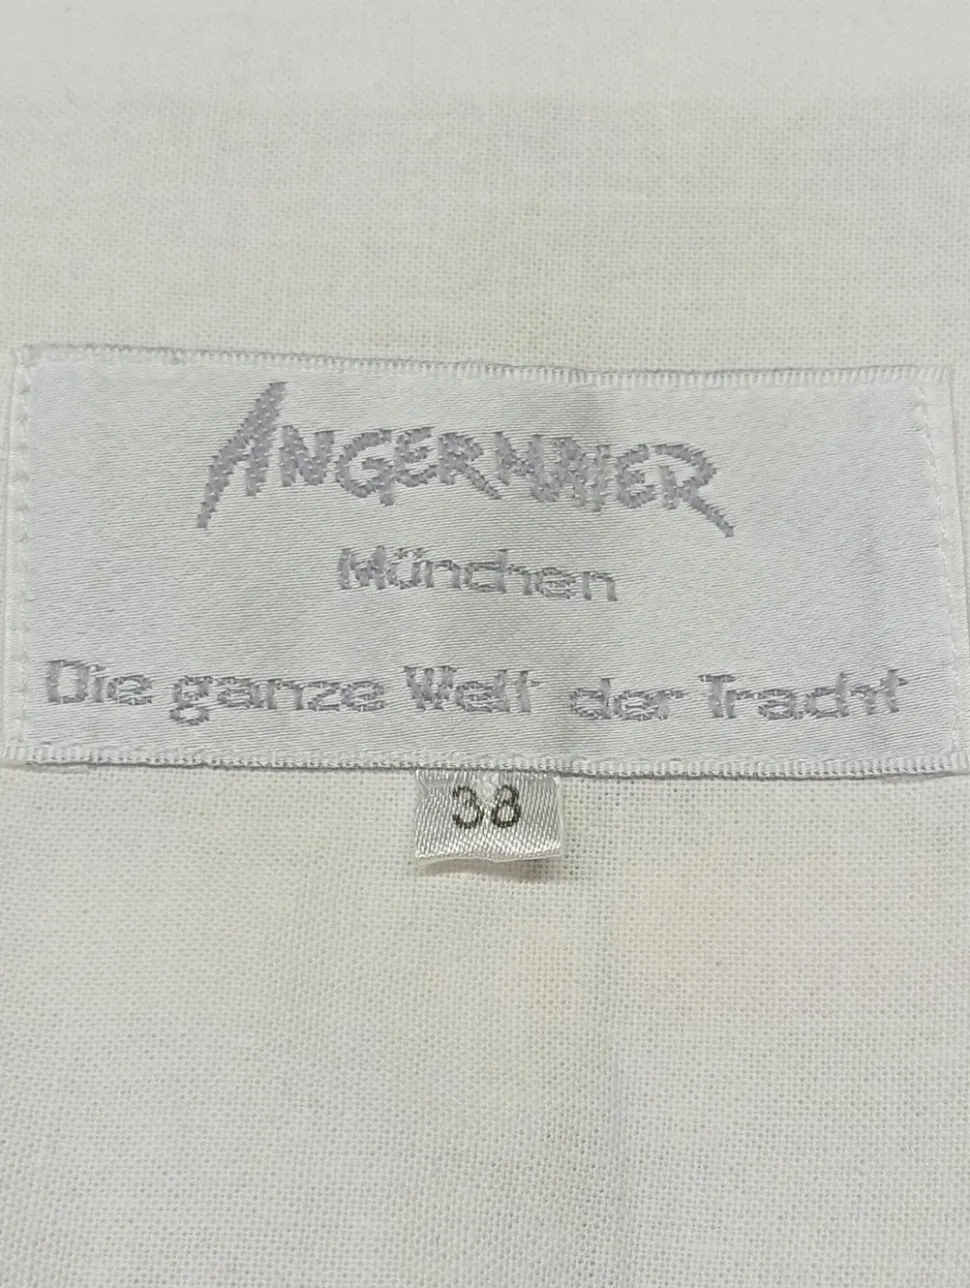 ANGERMAIER
München
Die ganze Welt der Tracht
38